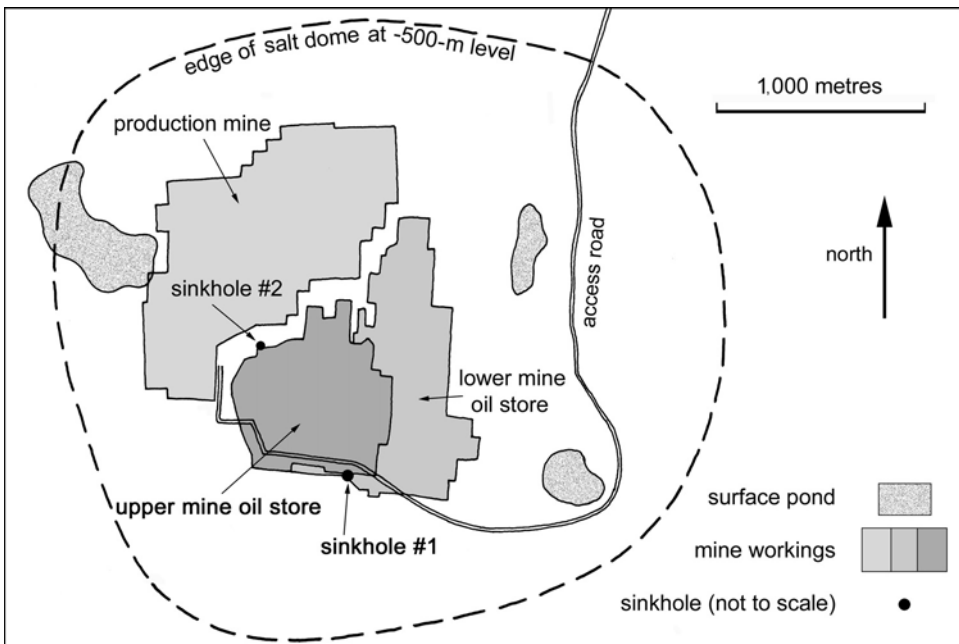 edge of salt dome at -500-m level
1,000 metres
production mine
north
access road
sinkhole #2
lower mine
oil store
upper mine oil store
sinkhole #1
surface pond
mine workings
sinkhole (not to scale)